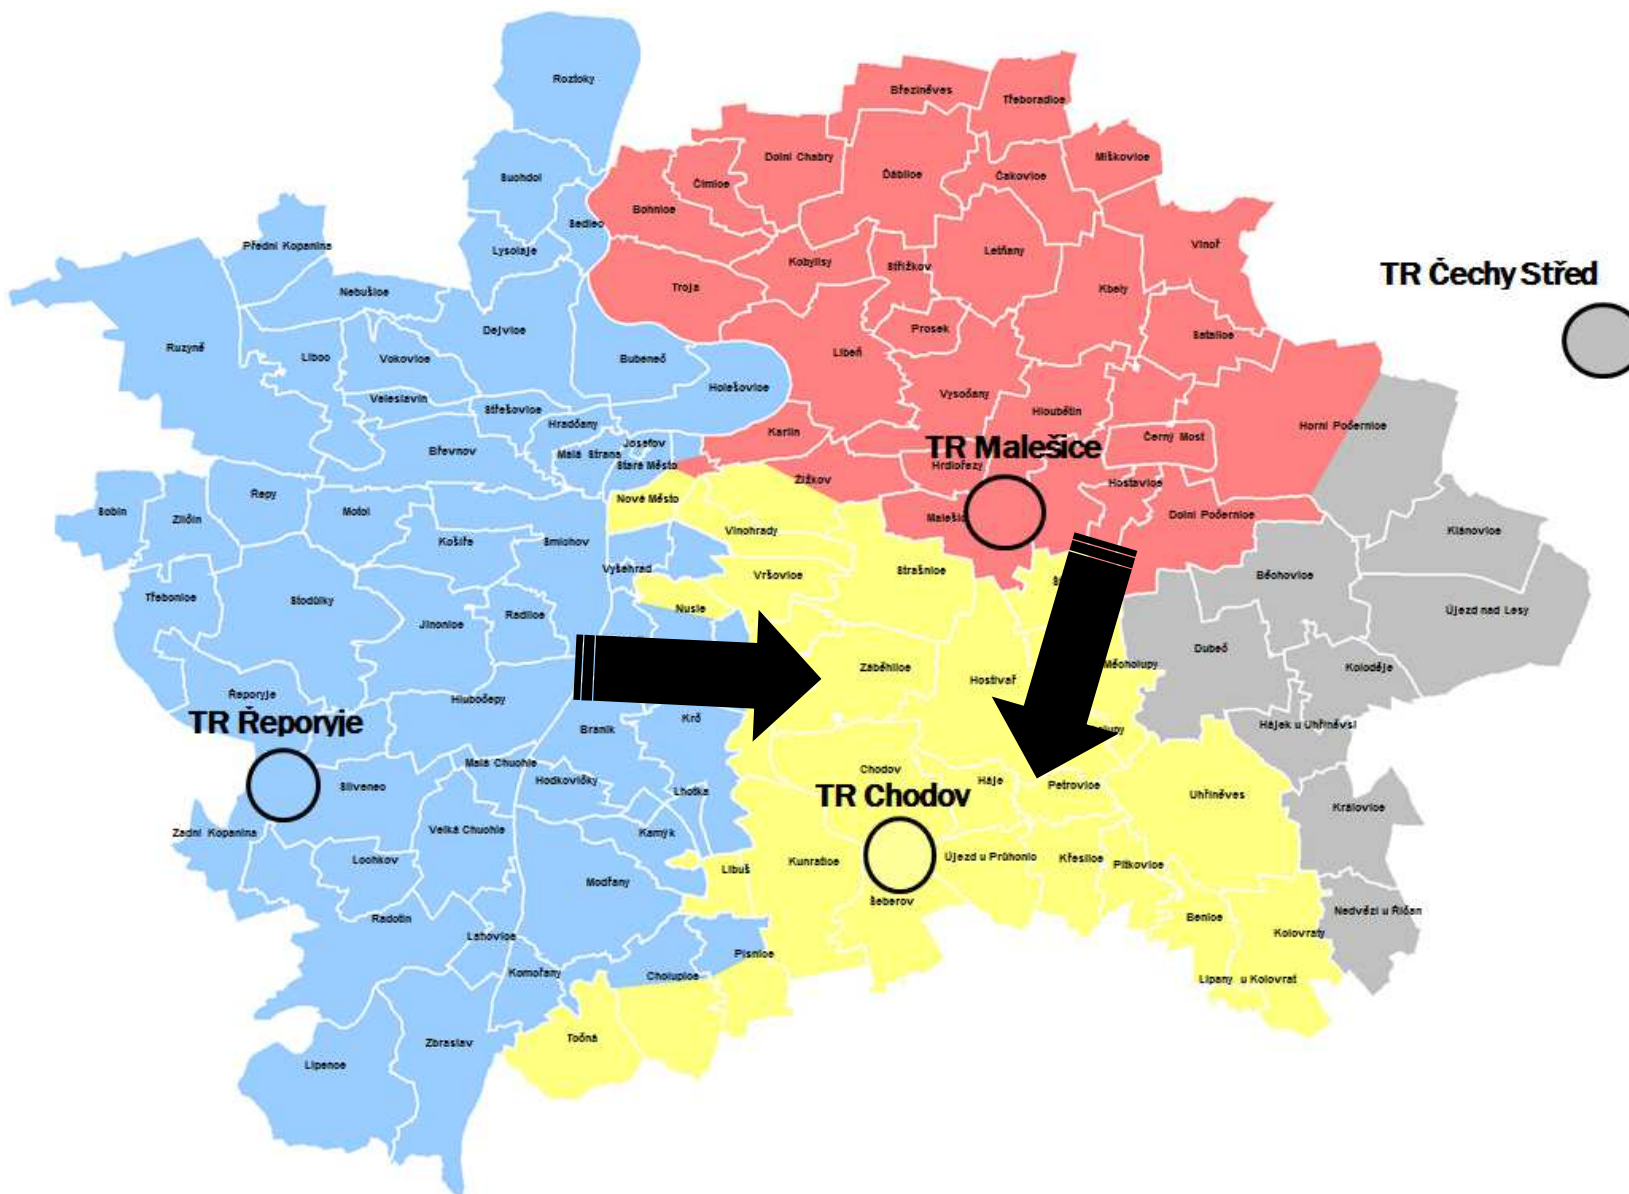 Roztoky
Březiněves
Třeboradice
Dolní Chabry
Miškovice
Suchdol
Čimice
Ďáblice
Čakovice
Bohnice
Sedlec
Přední Kopanina
Lysolaje
Letňany
Vinoř
Kobylisy
Střížkov
TR Čechy Střed
Nebušice
Troja
Kbely
Dejvice
Prosek
Satalice
Ruzyně
Liboc
Vokovice
Bubeneč
Libeň
Holešovice
Veleslavín
Vysočany
Střešovice
Hloubětín
Hradčany
Karlín
Horní Počernice
Josefov
Černý Most
Břevnov
Malá Strana
TR Malešice
Staré Město
Hrdlořezy
Žižkov
Hostavice
Řepy
Nové Město
Sobín
Zličín
Motol
Malešic
Dolní Počernice
Vinohrady
Klánovice
Košíře
Smíchov
Vyšehrad
Vršovice
Strašnice
Běchovice
Třebonice
Stodůlky
Nusle
Újezd nad Lesy
Jinonice
Radlice
Dubeč
Záběhlice
Měcholupy
Koloděje
Hostivař
Řeporyje
Hlubočepy
TR Řeporyje
Krč
Braník
Hájek u Uhříněvsi
Malá Chuchle
Chodov
Slivenec
Hodkovičky
Háje
Petrovice
Lhotka
TR Chodov
Uhříněves
Královice
Zadní Kopanina
Velká Chuchle
Kamýk
Lochkov
Libuš
Kunratice
Újezd u Průhonic
Křeslice
Pitkovice
Modřany
Šeberov
Radotín
Benice
Nedvězí u Říčan
Lahovice
Kolovraty
Písnice
Komořany
Cholupice
Lipany u Kolovrat
Točná
Zbraslav
Lipence